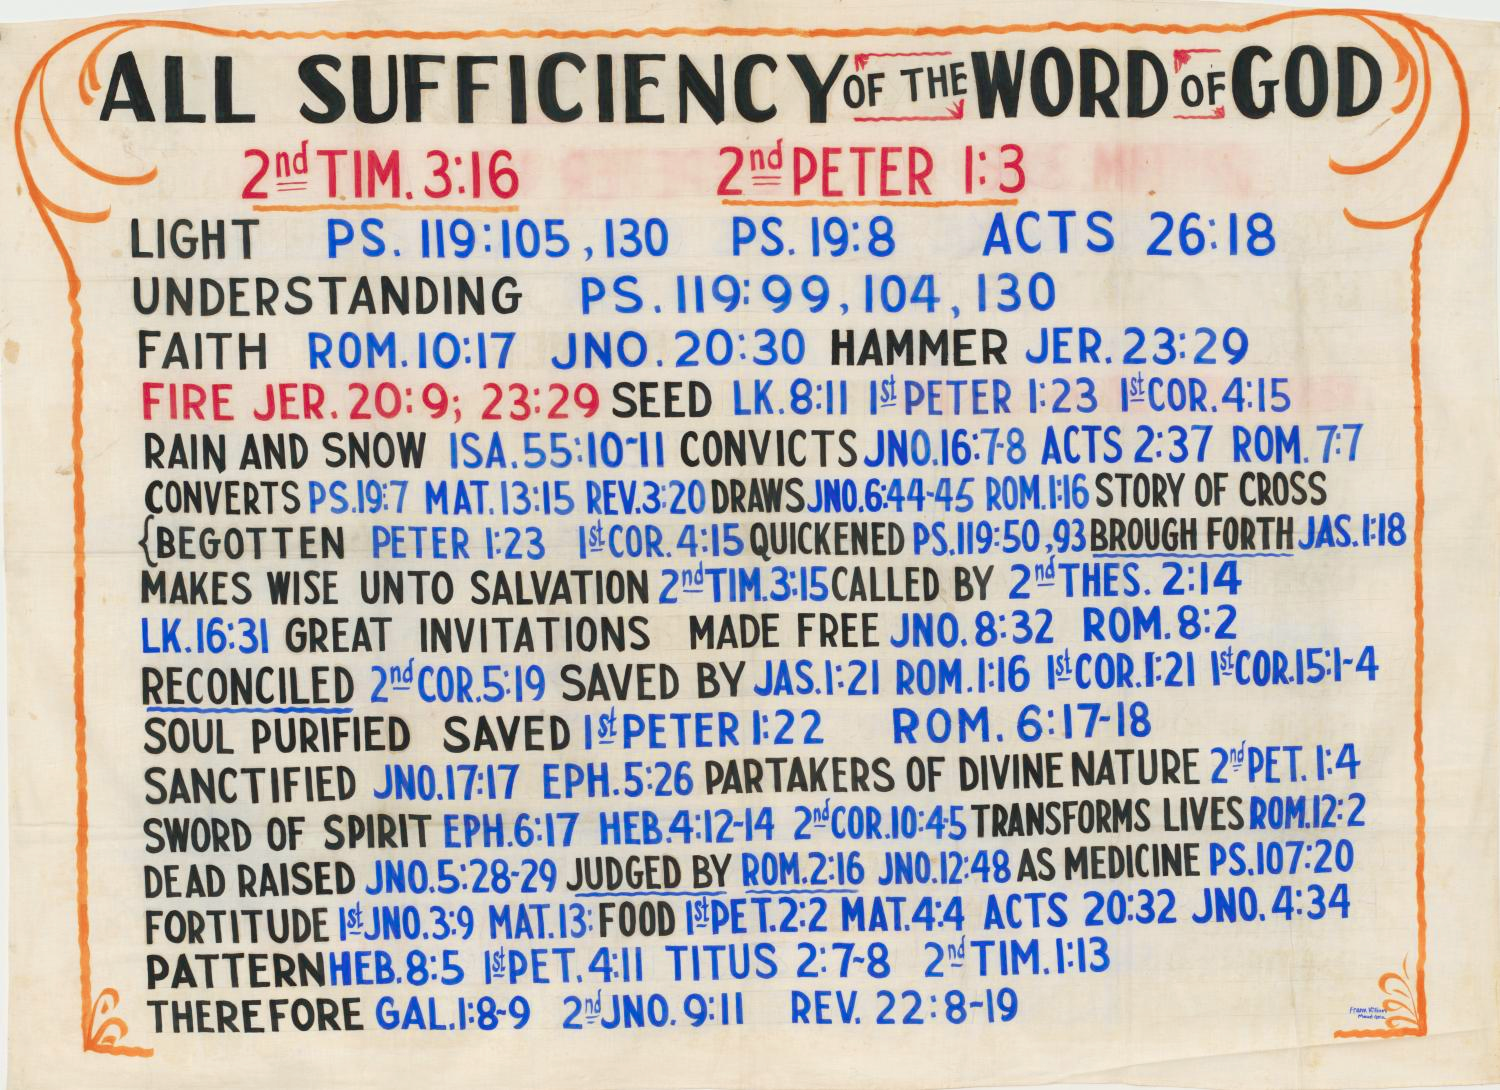 ALL SUFFICIENCY OF THE WORD OF GOD
2nd TIM. 3:16 2nd PETER 1:3
LIGHT PS. 119:105,130 PS. 19:8 ACTS 26:18
UNDERSTANDING PS. 119:99, 104, 130
FAITH ROM. 10:17 JNO. 20:30 HAMMER JER. 23:29
FIRE JER. 20:9; 23:29 SEED LK. 8:11 1st PETER 1:23 1st COR. 4:15
RAIN AND SNOW ISA. 55:10-11 CONVICTS JNO. 16:7-8 ACTS 2:37 ROM. 7:7
CONVERTS PS. 19:7 MAT. 13:15 REV. 3:20 DRAWS JNO. 6:44-45 ROM. 1:16 STORY OF CROSS
{BEGOTTEN PETER 1:23 1st COR. 4:15 QUICKENED PS. 119:50,93 BROUGH FORTH JAS. 1:18
MAKES WISE UNTO SALVATION 2nd TIM. 3:15 CALLED BY 2nd THES. 2:14
LK. 16:31 GREAT INVITATIONS MADE FREE JNO. 8:32 ROM. 8:2
RECONCILED 2nd COR. 5:19 SAVED BY JAS. 1:21 ROM. 1:16 1st COR. 1:21 1st COR. 15:1-4
SOUL PURIFIED SAVED 1st PETER 1:22 ROM. 6:17-18
SANCTIFIED JNO. 17:17 EPH. 5:26 PARTAKERS OF DIVINE NATURE 2nd PET. 1:4
SWORD OF SPIRIT EPH. 6:17 HEB. 4:12-14 2nd COR. 10:4-5 TRANSFORMS LIVES ROM. 12:2
DEAD RAISED JNO. 5:28-29 JUDGED BY ROM. 2:16 JNO. 12:48 AS MEDICINE PS. 107:20
FORTITUDE 1st JNO. 3:9 MAT. 13: FOOD 1st PET. 2:2 MAT. 4:4 ACTS 20:32 JNO. 4:34
PATTERN HEB. 8:5 1st PET. 4:11 TITUS 2:7-8 2nd TIM. 1:13
THEREFORE GAL. 1:8-9 2nd JNO. 9:11 REV. 22:8-19